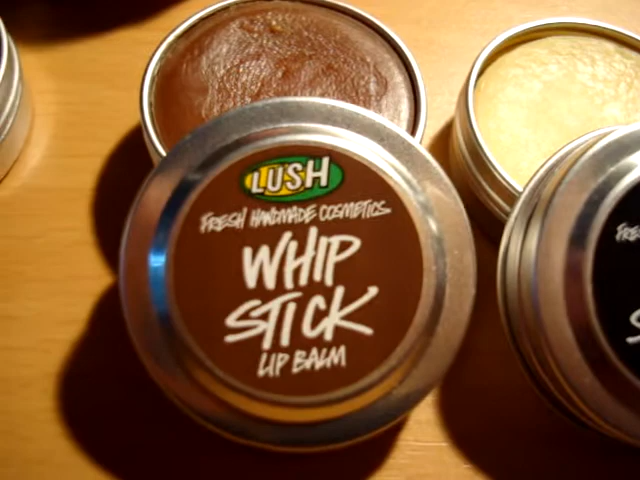 LUSH
FRESH HANDMADE COSMETICS
WHIP
STICK
LIP BALM